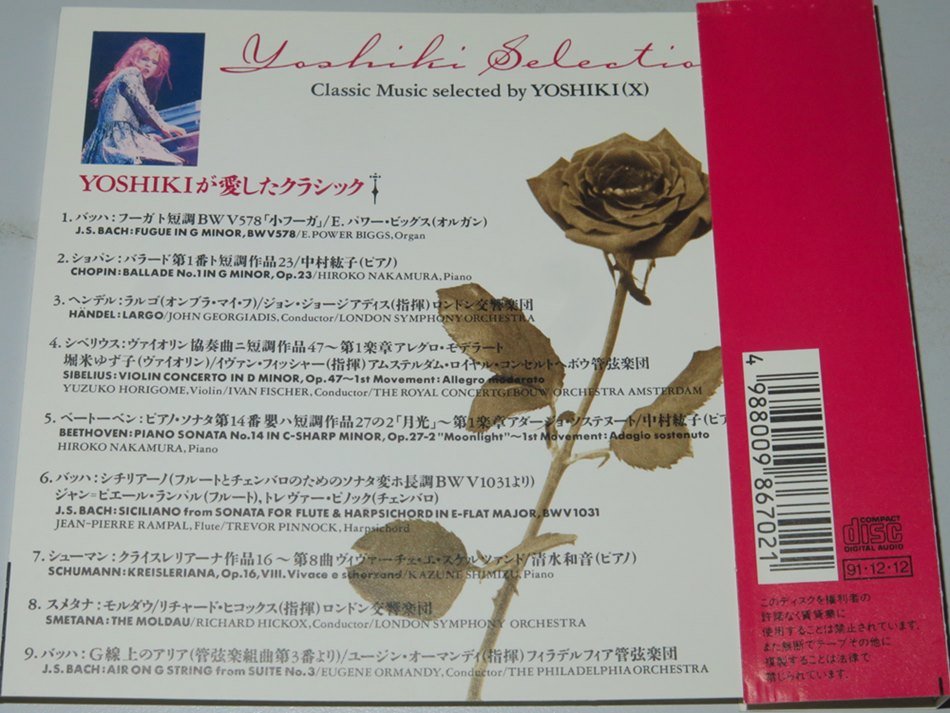 Yoshiki Selectio
Classic Music selected by YOSHIKI(X)
YOSHIKIが愛したクラシック
1. バッハ:フーガト短調BWV578「小フーガ」/E. パワー・ビッグス(オルガン)
J.S. BACH:FUGUE IN G MINOR, BWV578/E. POWER BIGGS, Organ
2. ショパン:バラード第1番ト短調作品23/中村紘子(ピアノ)
CHOPIN:BALLADE No.1 IN G MINOR, Op.23/HIROKO NAKAMURA, Piano
3. ヘンデル:ラルゴ(オンブラ・マイ・フ)/ジョン・ジョージアディス(指揮)ロンドン交響楽団
HÄNDEL:LARGO/JOHN GEORGIADIS, Conductor/LONDON SYMPHONY ORCHESTRA
4. シベリウス:ヴァイオリン協奏曲ニ短調作品47〜第1楽章アレグロ・モデラート
堀米ゆず子(ヴァイオリン)/イヴァン・フィッシャー(指揮)アムステルダム・ロイヤル・コンセルトヘボウ管弦楽団
SIBELIUS:VIOLIN CONCERTO IN D MINOR, Op.47〜1st Movement:Allegro moderato
YUZUKO HORIGOME, Violin/IVAN FISCHER, Conductor/THE ROYAL CONCERTGEBOUW ORCHESTRA AMSTERDAM
5. ベートーベン:ピアノ・ソナタ第14番嬰ハ短調作品27の2「月光」〜第1楽章アダージョ・ソステヌート/中村紘子(ピ
BEETHOVEN:PIANO SONATA No.14 IN C-SHARP MINOR, Op.27-2 "Moonlight"〜1st Movement:Adagio sostenuto
HIROKO NAKAMURA, Piano
6. バッハ:シチリアーノ(フルートとチェンバロのためのソナタ変ホ長調BWV1031より)
ジャン=ピエール・ランパル(フルート), トレヴァー・ピノック(チェンバロ)
J.S. BACH:SICILIANO from SONATA FOR FLUTE & HARPSICHORD IN E-FLAT MAJOR, BWV1031
JEAN-PIERRE RAMPAL, Flute/TREVOR PINNOCK, Harpsichord
7. シューマン:クライスレリアーナ作品16〜第8曲ヴィヴァーチェ・エ・スケルツァンド/清水和音(ピアノ)
SCHUMANN:KREISLERIANA, Op.16, VIII. Vivace e scherzand/KAZUNE SHIMIZU, Piano
8. スメタナ:モルダウ/リチャード・ヒコックス(指揮)ロンドン交響楽団
SMETANA:THE MOLDAU/RICHARD HICKOX, Conductor/LONDON SYMPHONY ORCHESTRA
9. バッハ:G線上のアリア(管弦楽組曲第3番より)/ユージン・オーマンディ(指揮)フィラデルフィア管弦楽団
J.S. BACH:AIR ON G STRING from SUITE No.3/EUGENE ORMANDY, Conductor/THE PHILADELPHIA ORCHESTRA
4 988009 867021
COMPACT
disc
DIGITAL AUDIO
91・12・12
このディスクを権利者の
許諾なく賃貸業に
使用することは禁止されています。
また無断でテープその他に
複製することは法律で
禁じられています。